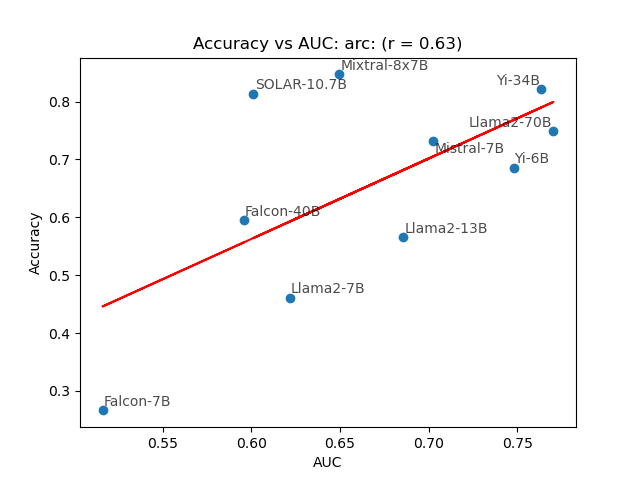 Accuracy vs AUC: arc: (r = 0.63)
Mixtral-8x7B
SOLAR-10.7B
Yi-34B
Llama2-70B
Mistral-7B
Yi-6B
Falcon-40B
Llama2-13B
Llama2-7B
Falcon-7B
Accuracy
0.8
0.7
0.6
0.5
0.4
0.3
0.55
0.60
0.65
0.70
0.75
AUC